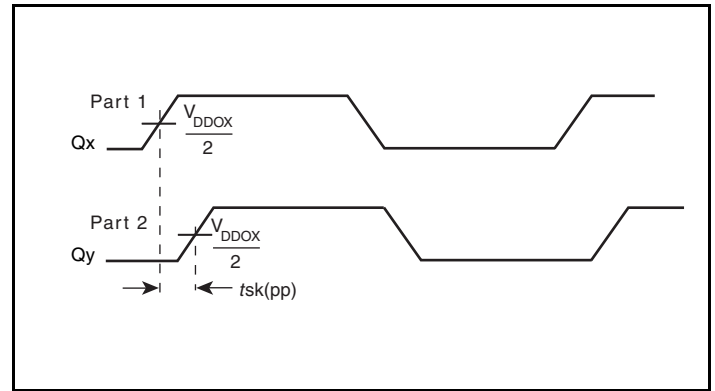 Part 1
V DDOX
2
Qx
Part 2
V DDOX
2
Qy
tsk(pp)